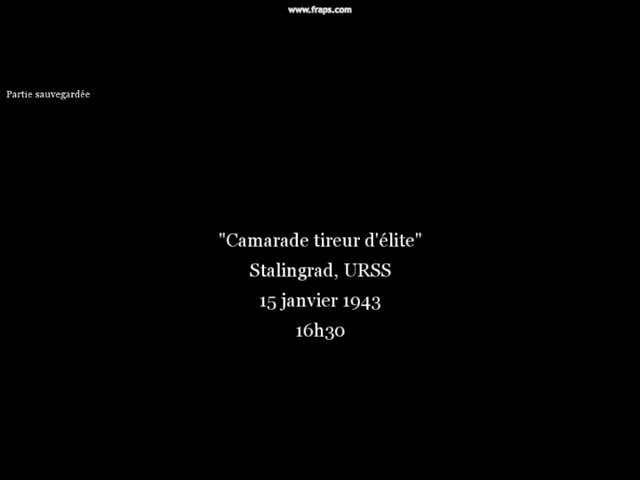 www.fraps.com
Partie sauvegardée
"Camarade tireur d'élite"
Stalingrad, URSS
15 janvier 1943
16h30